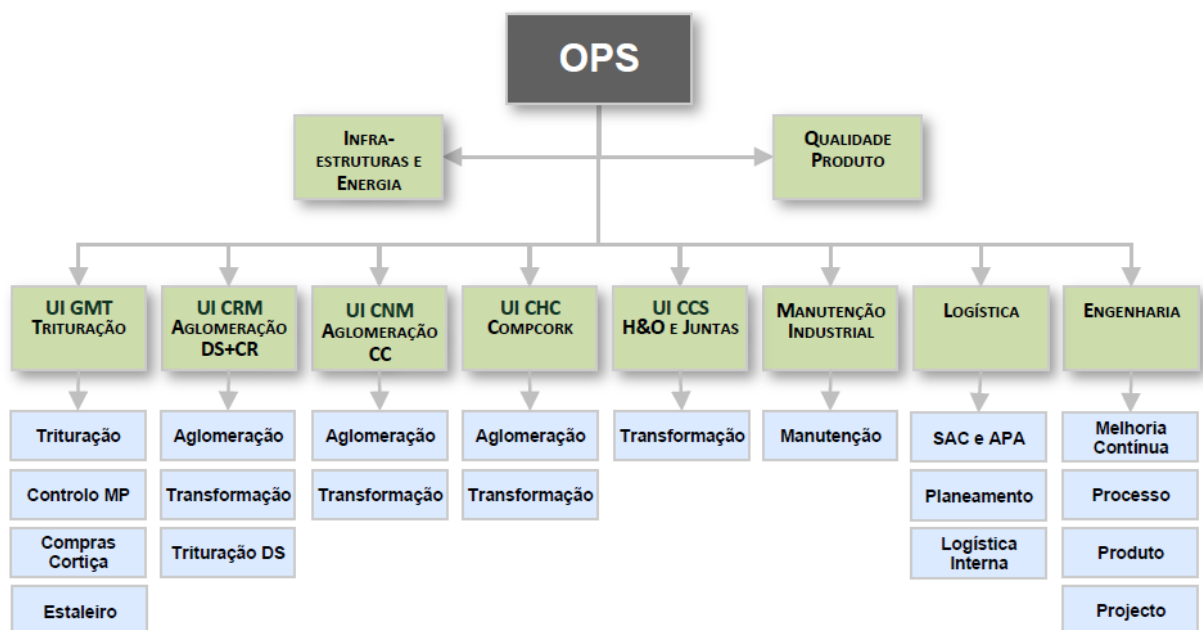 OPS
INFRA-
ESTRUTURAS E
ENERGIA
QUALIDADE
PRODUTO
UI GMT
TRITURAÇÃO
UI CRM
AGLOMERAÇÃO
DS+CR
UI CNM
AGLOMERAÇÃO
CC
UI CHC
COMPCORK
UI CCS
H&O E JUNTAS
MANUTENÇÃO
INDUSTRIAL
LOGÍSTICA
ENGENHARIA
Trituração
Controlo MP
Compras
Cortiça
Estaleiro
Aglomeração
Transformação
Trituração DS
Aglomeração
Transformação
Aglomeração
Transformação
Transformação
Manutenção
SAC e APA
Planeamento
Logística
Interna
Melhoria
Contínua
Processo
Produto
Projecto